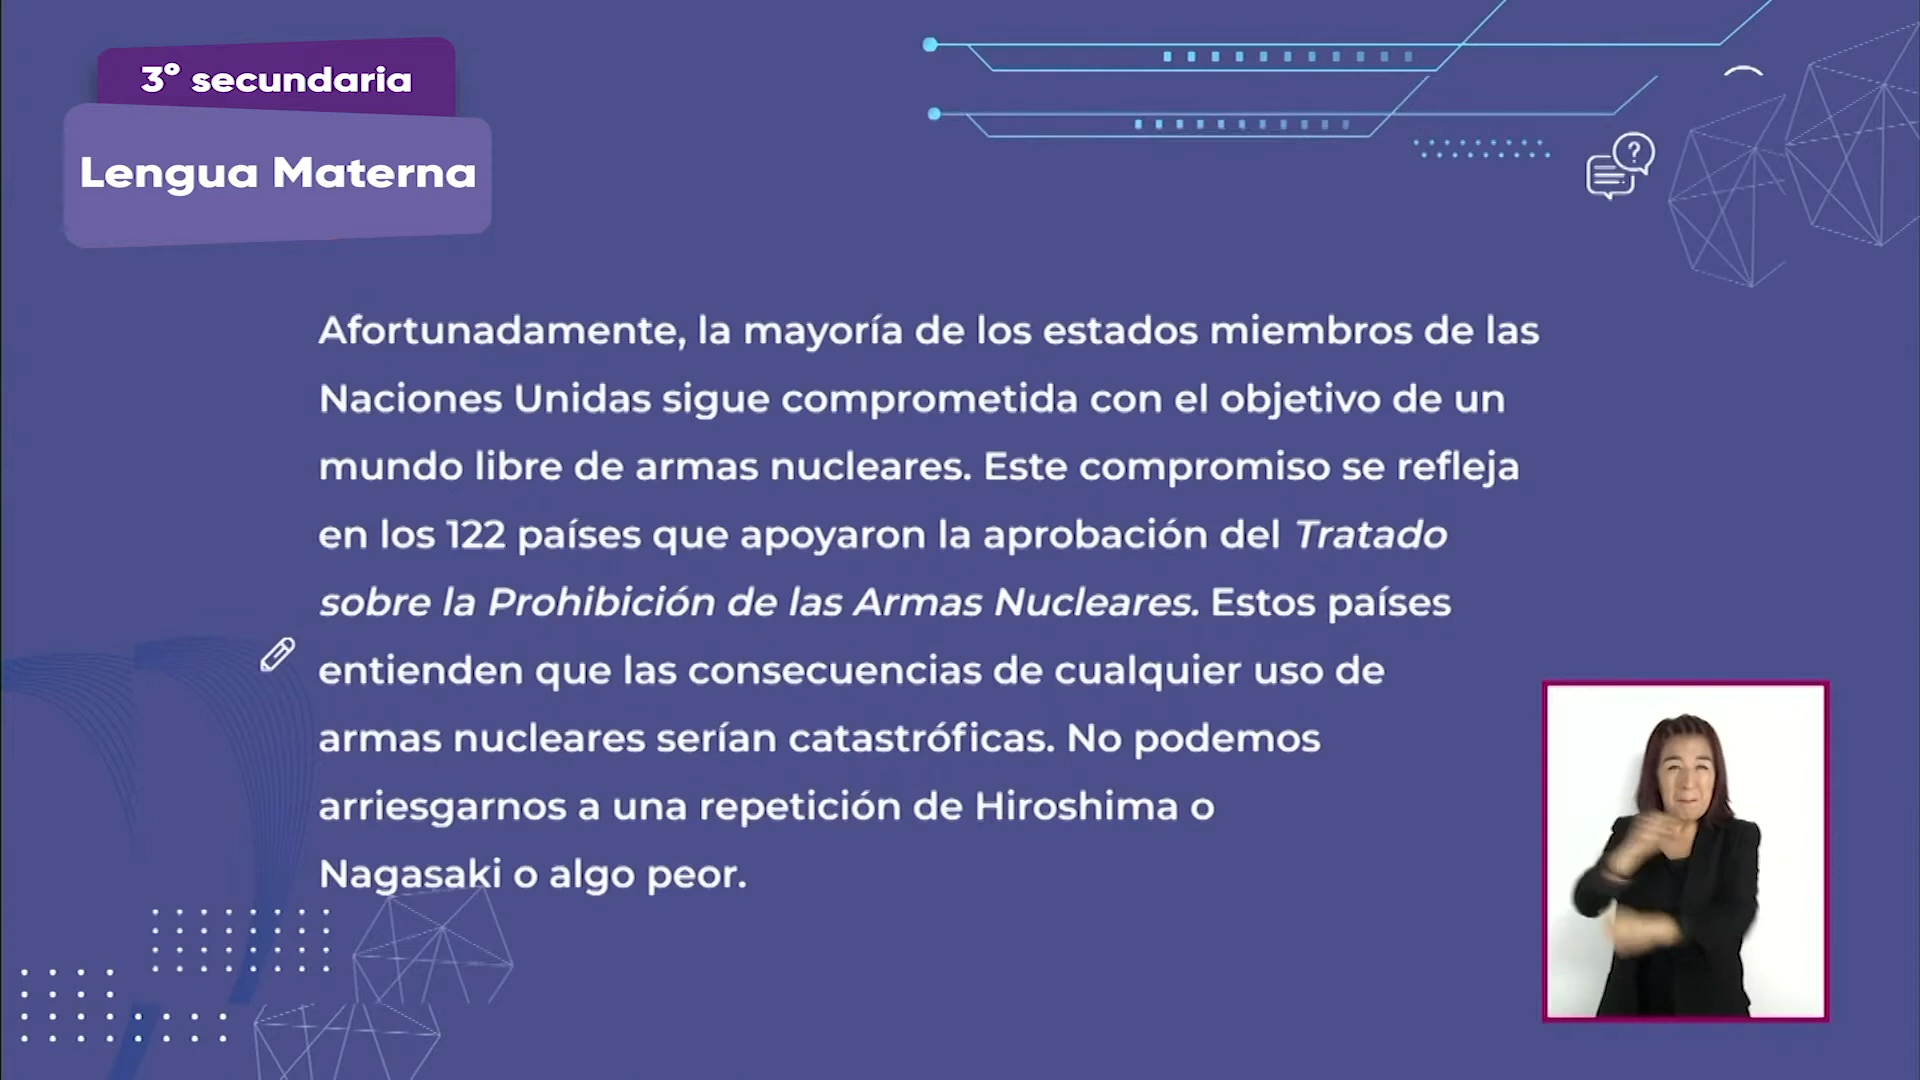 3º secundaria
Lengua Materna
Afortunadamente, la mayoría de los estados miembros de las
Naciones Unidas sigue comprometida con el objetivo de un
mundo libre de armas nucleares. Este compromiso se refleja
en los 122 países que apoyaron la aprobación del Tratado
sobre la Prohibición de las Armas Nucleares. Estos países
entienden que las consecuencias de cualquier uso de
armas nucleares serían catastróficas. No podemos
arriesgarnos a una repetición de Hiroshima o
Nagasaki o algo peor.